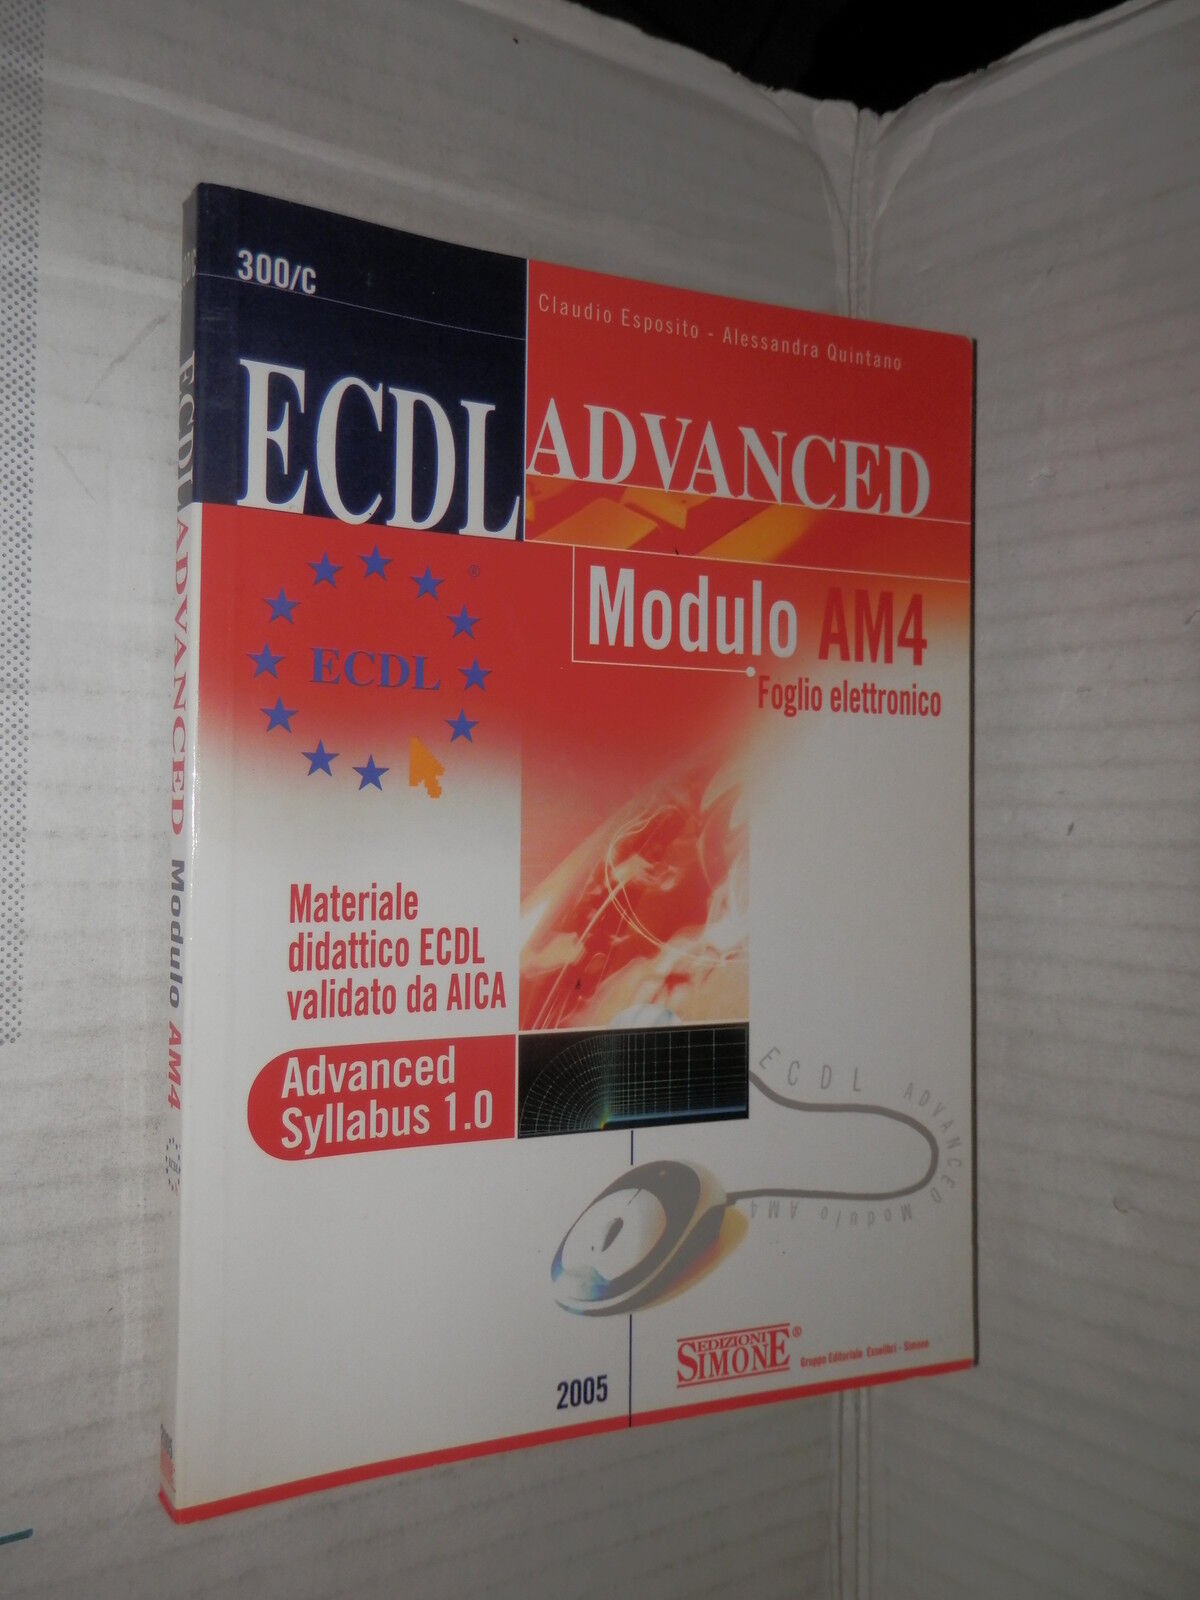 300/C
Claudio Esposito - Alessandra Quintano
ECDL ADVANCED
Modulo AM4
Foglio elettronico
ECDL
®
Materiale
didattico ECDL
validato da AICA
Advanced
Syllabus 1.0
ECDL ADVANCED Modulo AM4
EDIZIONI
SIMONE®
Gruppo Editoriale Esselibri - Simone
2005
ECDL ADVANCED Modulo AM4